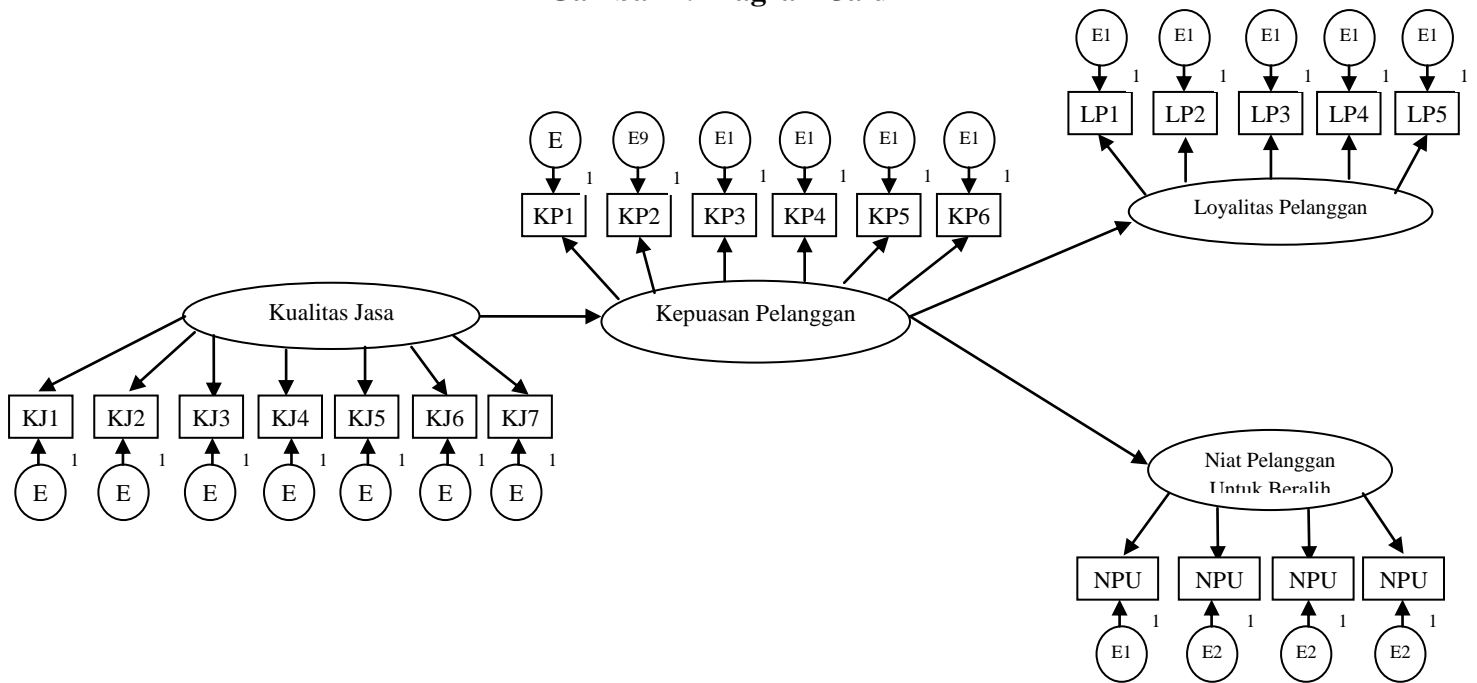 E1 E1 E1 E1 E1
1 1 1 1 1
LP1 LP2 LP3 LP4 LP5
Loyalitas Pelanggan
E E9 E1 E1 E1 E1
1 1 1 1 1 1
KP1 KP2 KP3 KP4 KP5 KP6
Kepuasan Pelanggan
Kualitas Jasa
KJ1 KJ2 KJ3 KJ4 KJ5 KJ6 KJ7
1 1 1 1 1 1 1
E E E E E E E
Niat Pelanggan
Untuk Beralih
NPU NPU NPU NPU
1 1 1 1
E1 E2 E2 E2